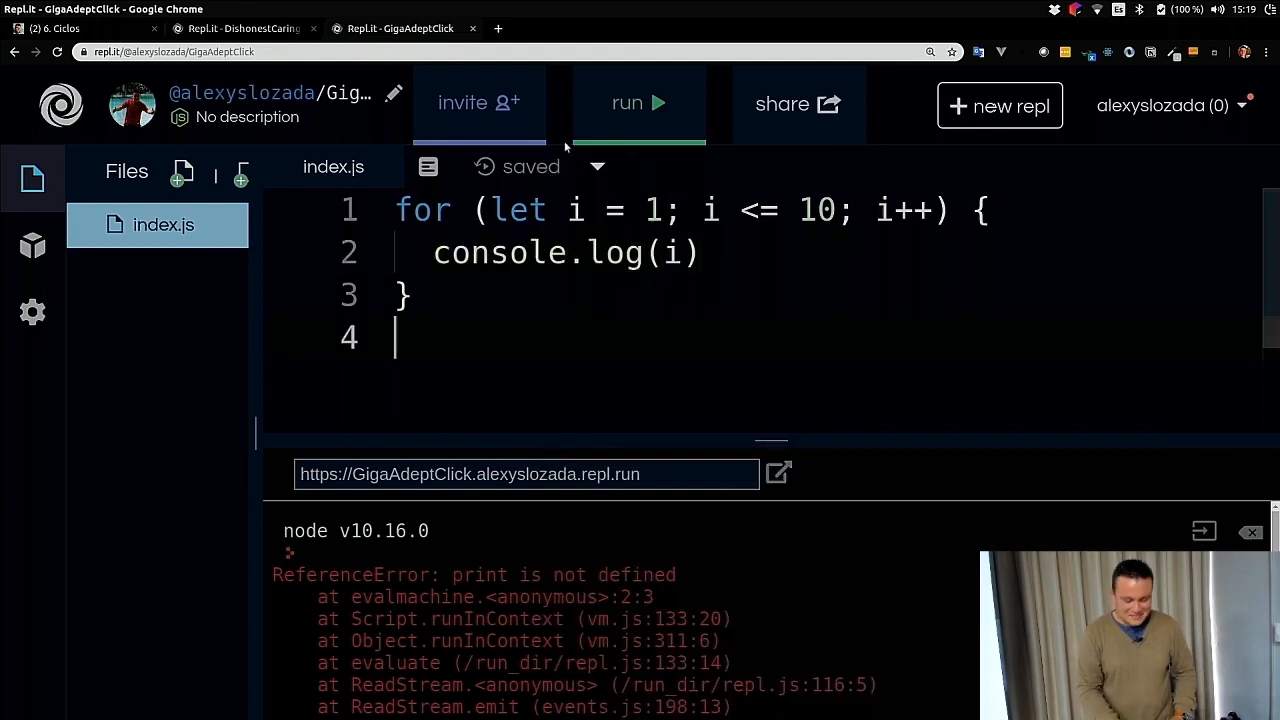 Repl.it - GigaAdeptClick - Google Chrome
Es
(100 %)
15:19
(2) 6. Ciclos
Repl.it - DishonestCaring
Repl.it - GigaAdeptClick
repl.it/@alexyslozada/GigaAdeptClick
@alexyslozada/Gig...
No description
invite
run
share
+ new repl
alexyslozada (0)
Files
index.js
saved
index.js
1 for (let i = 1; i <= 10; i++) {
2 console.log(i)
3 }
4
https://GigaAdeptClick.alexyslozada.repl.run
node v10.16.0
ReferenceError: print is not defined
at evalmachine.<anonymous>:2:3
at Script.runInContext (vm.js:133:20)
at Object.runInContext (vm.js:311:6)
at evaluate (/run_dir/repl.js:133:14)
at ReadStream.<anonymous> (/run_dir/repl.js:116:5)
at ReadStream.emit (events.js:198:13)